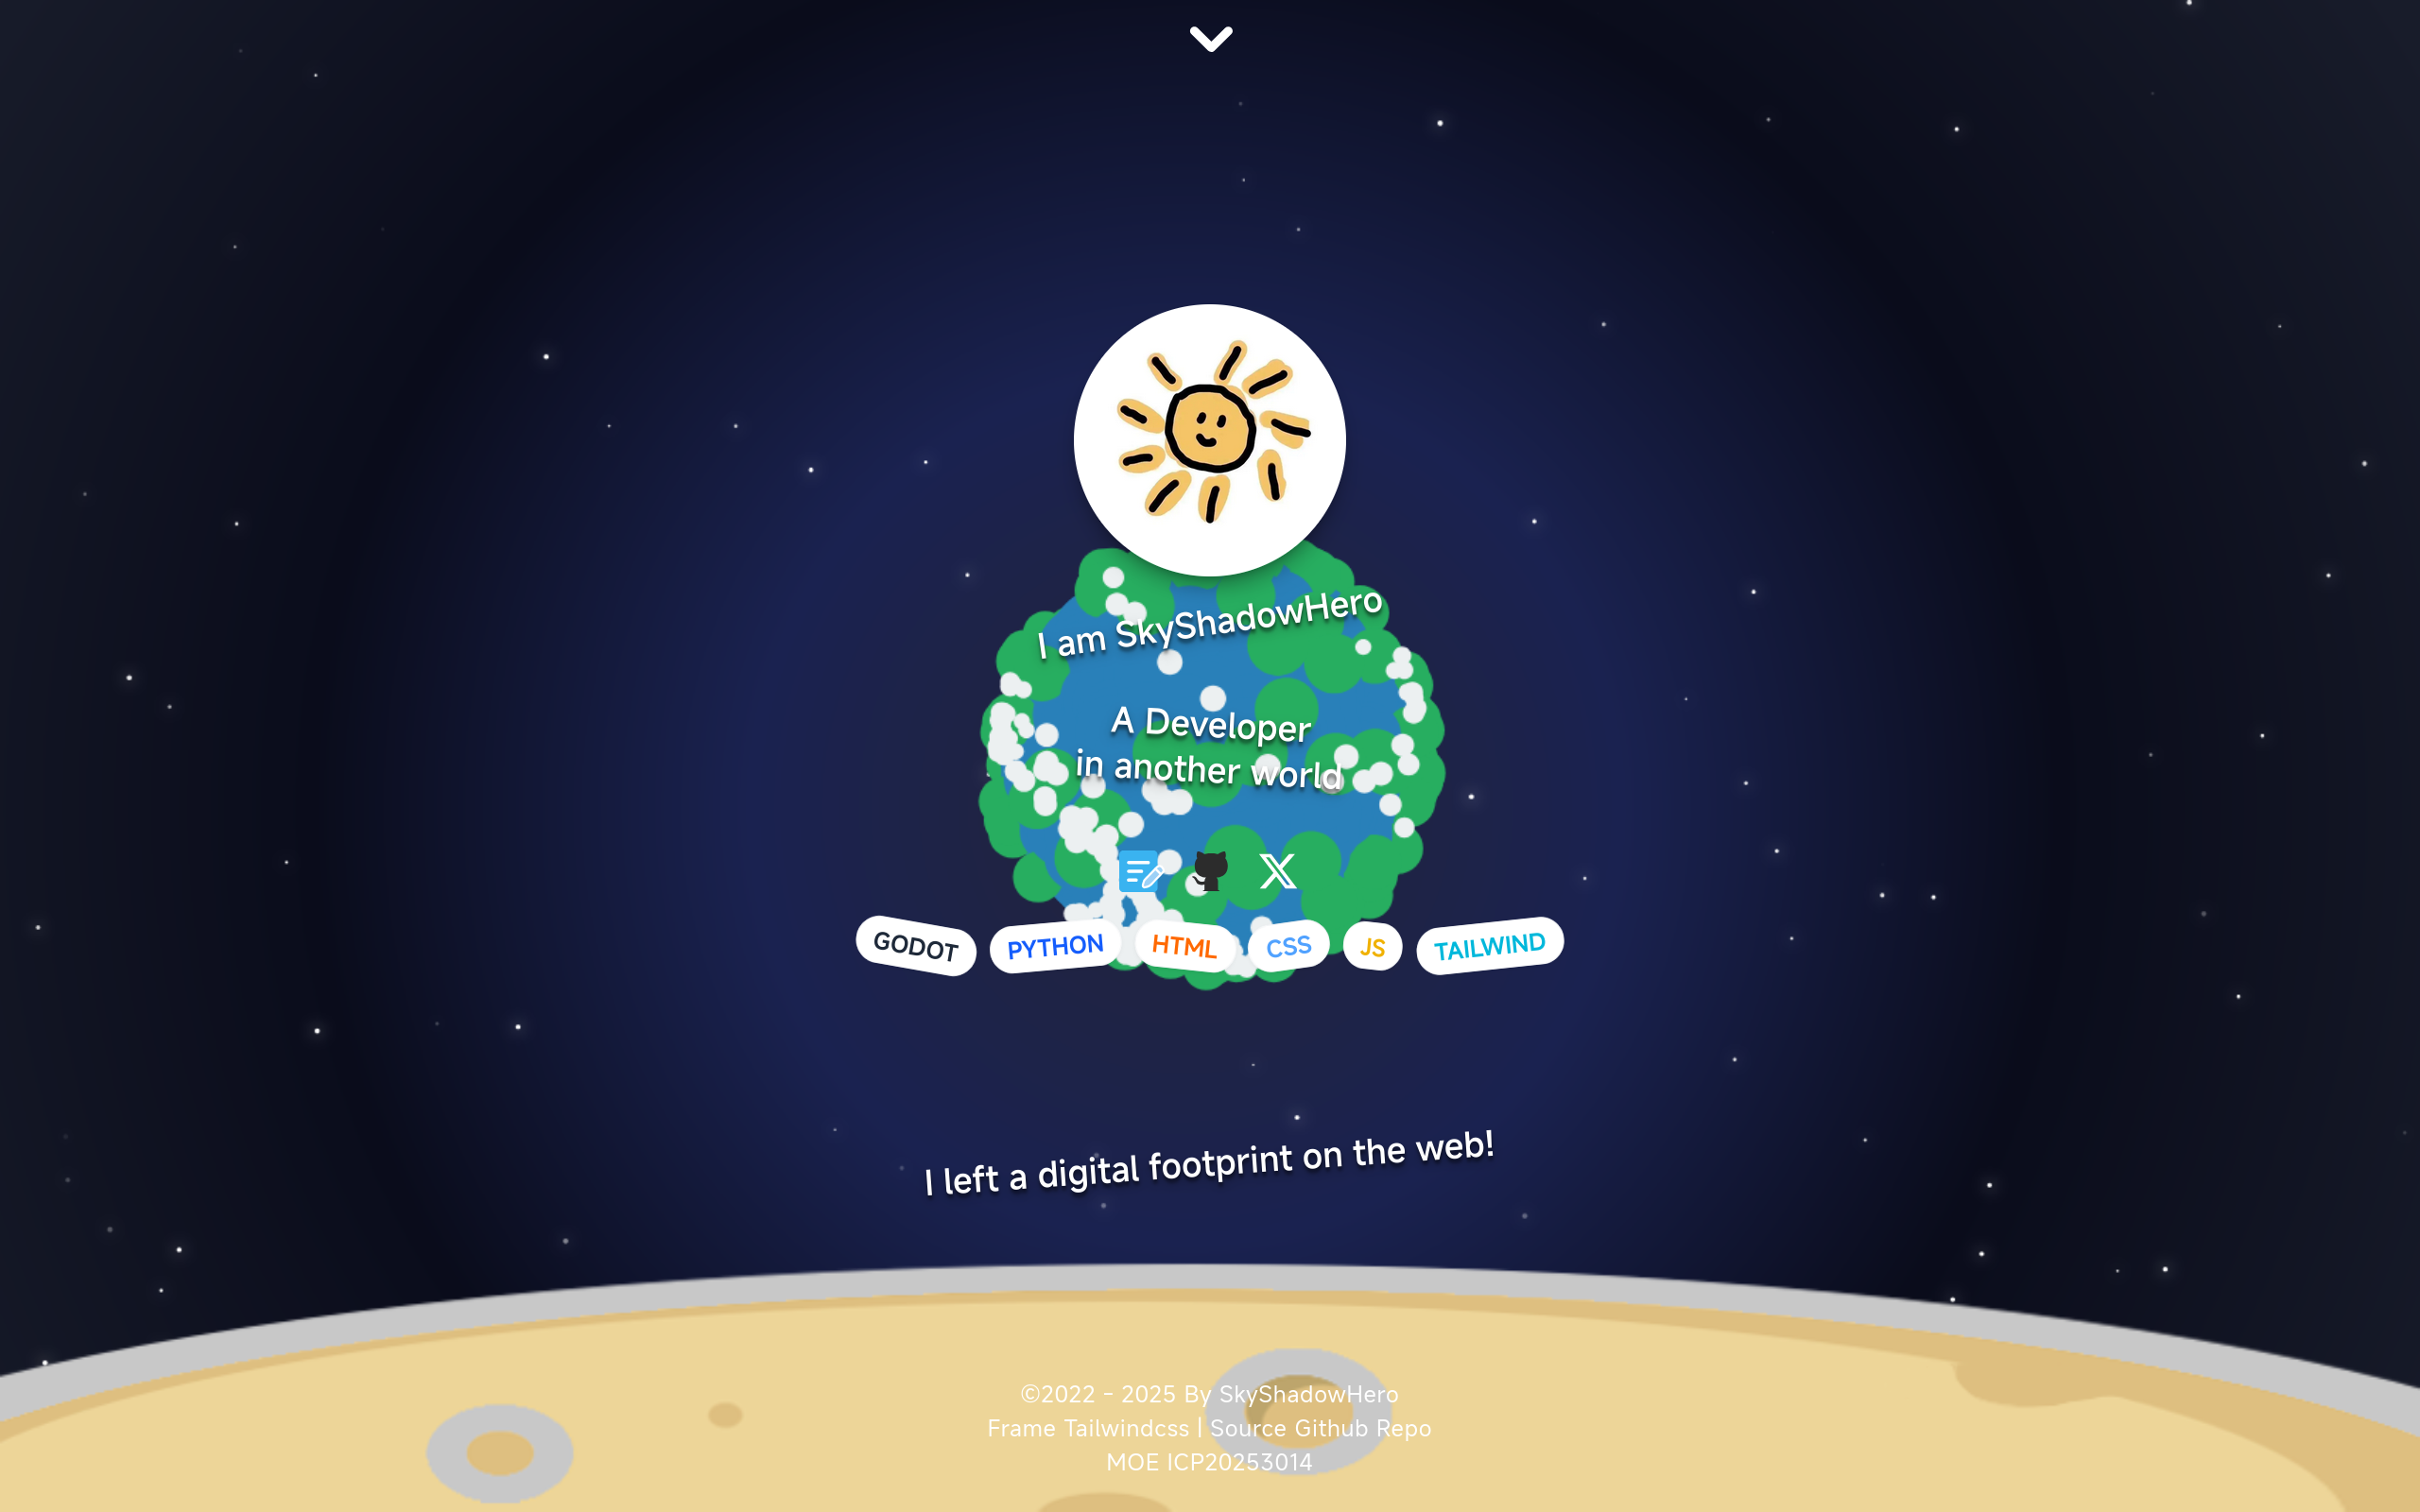 I am SkyShadowHero
A Developer
in another world
GODOT PYTHON HTML CSS JS TAILWIND
I left a digital footprint on the web!
©2022 - 2025 By SkyShadowHero
Frame Tailwindcss | Source Github Repo
MOE ICP20253014